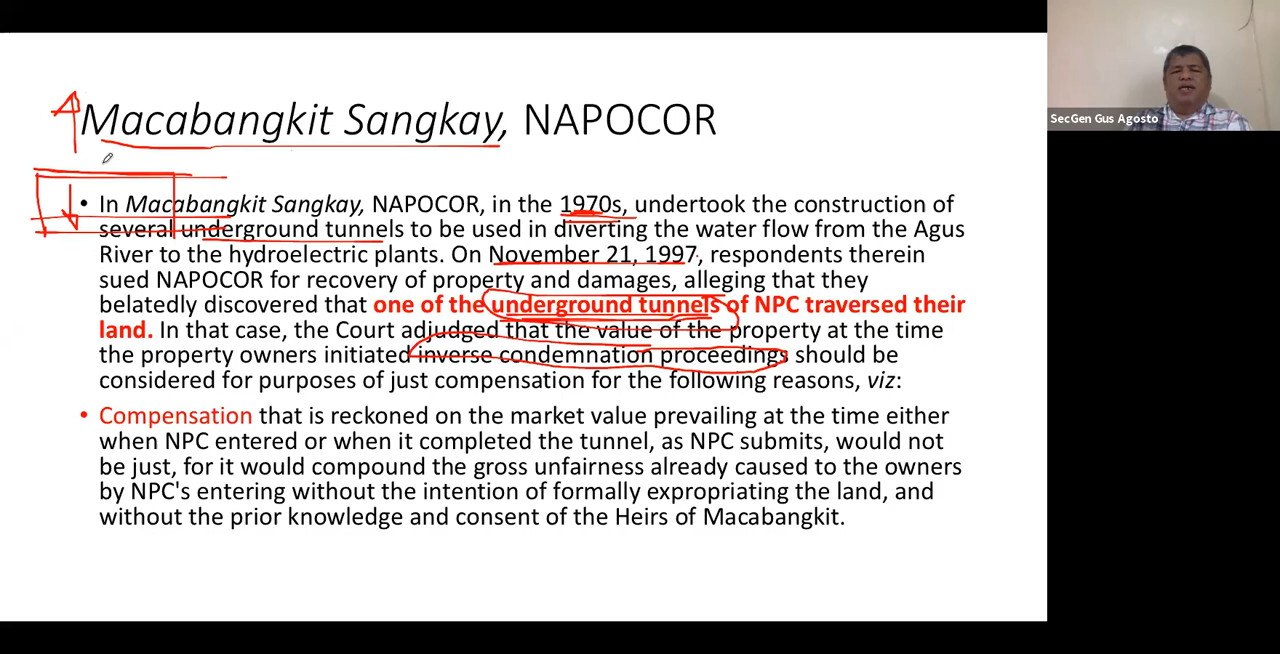 Macabangkit Sangkay, NAPOCOR
SecGen Gus Agosto
• In Macabangkit Sangkay, NAPOCOR, in the 1970s, undertook the construction of
several underground tunnels to be used in diverting the water flow from the Agus
River to the hydroelectric plants. On November 21, 1997, respondents therein
sued NAPOCOR for recovery of property and damages, alleging that they
belatedly discovered that one of the underground tunnels of NPC traversed their
land. In that case, the Court adjudged that the value of the property at the time
the property owners initiated inverse condemnation proceedings should be
considered for purposes of just compensation for the following reasons, viz:
• Compensation that is reckoned on the market value prevailing at the time either
when NPC entered or when it completed the tunnel, as NPC submits, would not
be just, for it would compound the gross unfairness already caused to the owners
by NPC's entering without the intention of formally expropriating the land, and
without the prior knowledge and consent of the Heirs of Macabangkit.